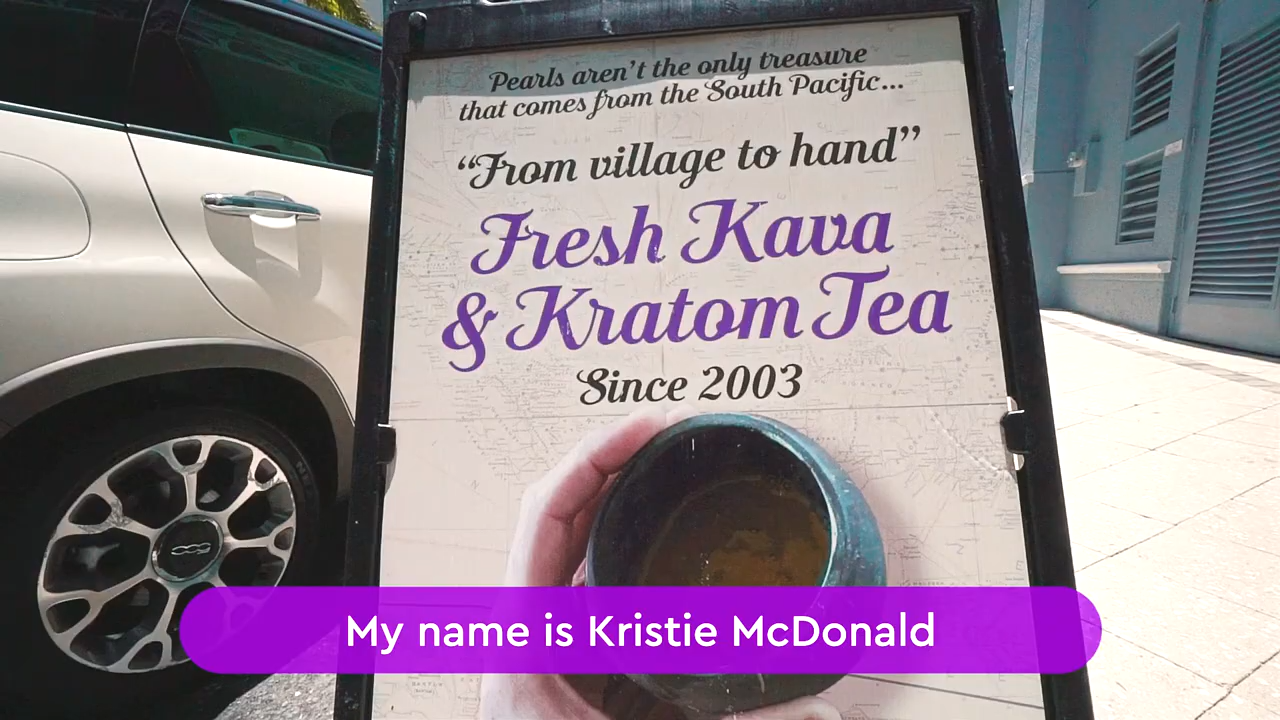 Pearls aren't the only treasure
that comes from the South Pacific...
“From village to hand”
Fresh Kava
& Kratom Tea
Since 2003
My name is Kristie McDonald